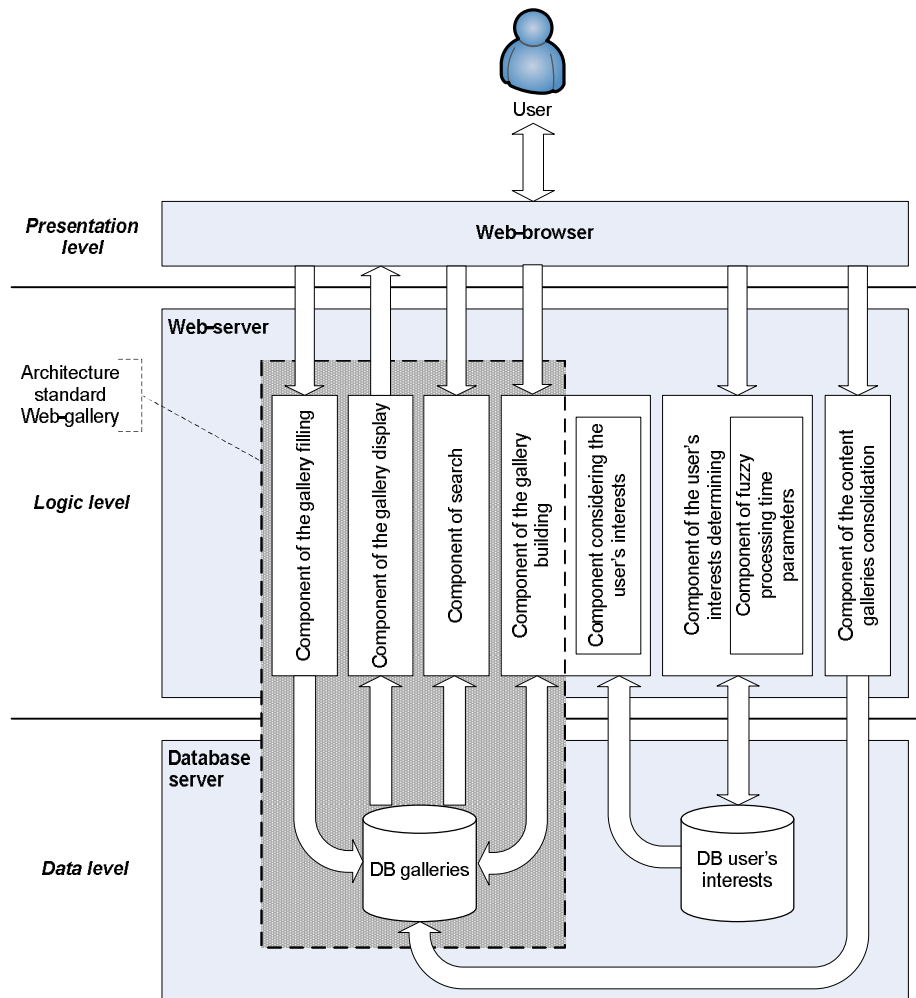 User
Presentation
level
Web-browser
Web-server
Architecture
standard
Web-gallery
Logic level
Component of the gallery filling
Component of the gallery display
Component of search
Component of the gallery
building
Component considering the
user's interests
Component of the user's
interests determining
Component of fuzzy
processing time
parameters
Component of the content
galleries consolidation
Database
server
Data level
DB galleries
DB user's
interests